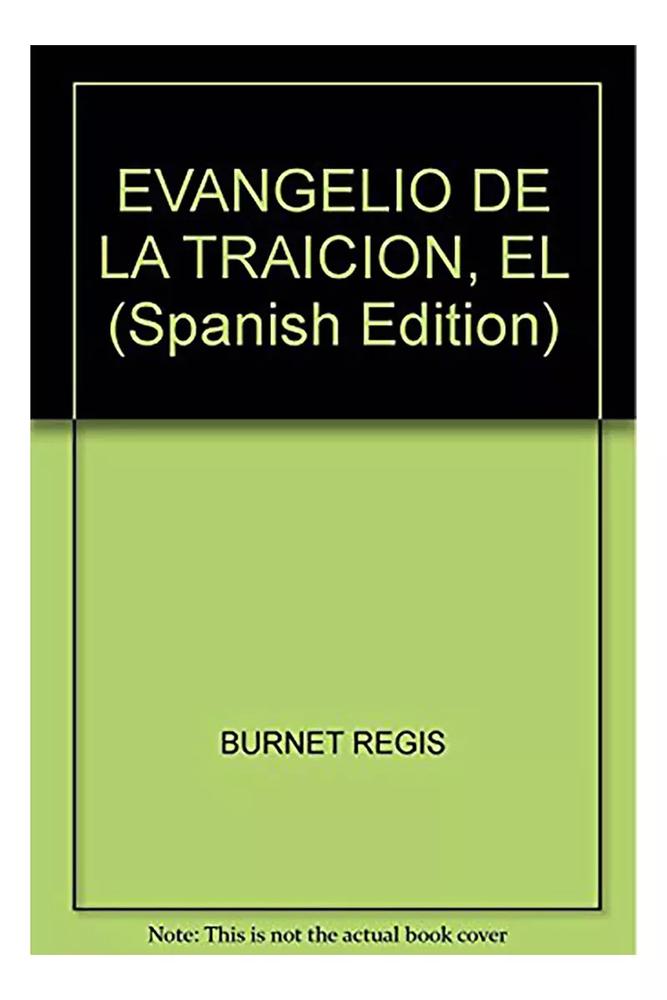 EVANGELIO DE
LA TRAICION, EL
(Spanish Edition)
BURNET REGIS
Note: This is not the actual book cover